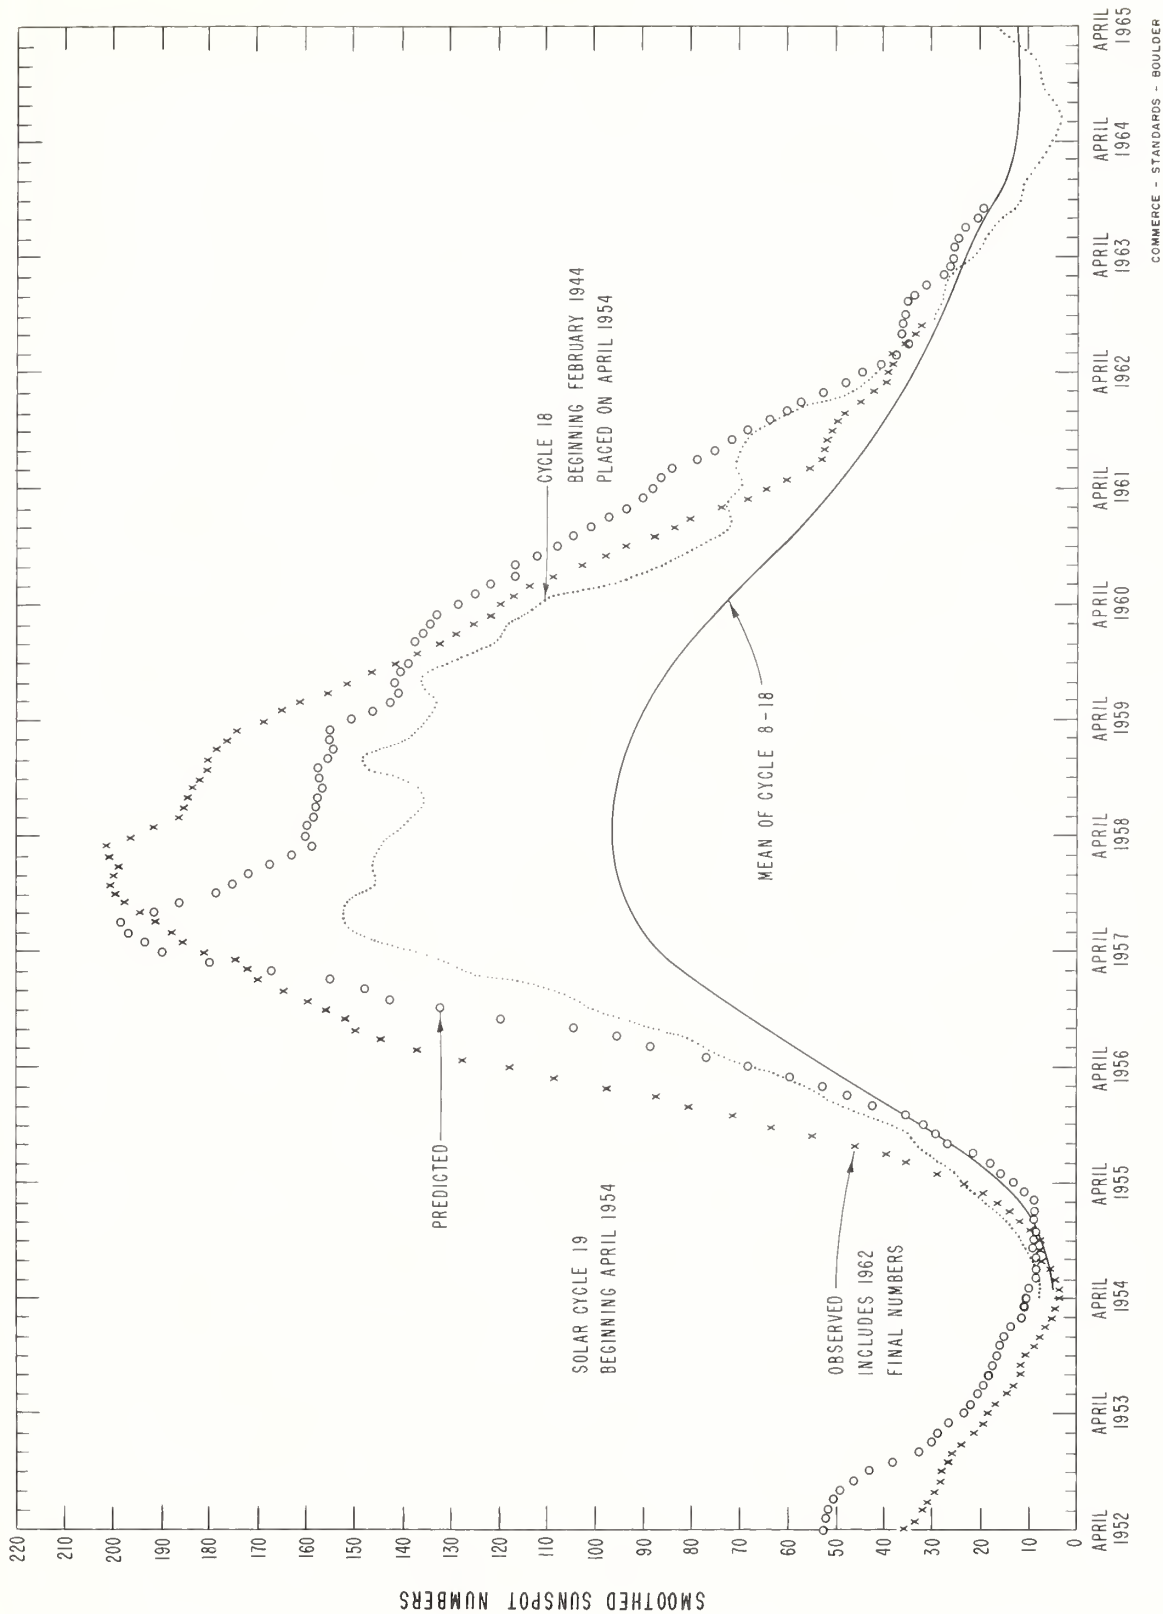 SMOOTHED SUNSPOT NUMBERS
220
210
200
190
180
170
160
150
140
130
120
110
100
90
80
70
60
50
40
30
20
10
0
PREDICTED
SOLAR CYCLE 19
BEGINNING APRIL 1954
OBSERVED
INCLUDES 1962
FINAL NUMBERS
CYCLE 18
BEGINNING FEBRUARY 1944
PLACED ON APRIL 1954
MEAN OF CYCLE 8-18
APRIL
1952
APRIL
1953
APRIL
1954
APRIL
1955
APRIL
1956
APRIL
1957
APRIL
1958
APRIL
1959
APRIL
1960
APRIL
1961
APRIL
1962
APRIL
1963
APRIL
1964
APRIL
1965
COMMERCE - STANDARDS - BOULDER